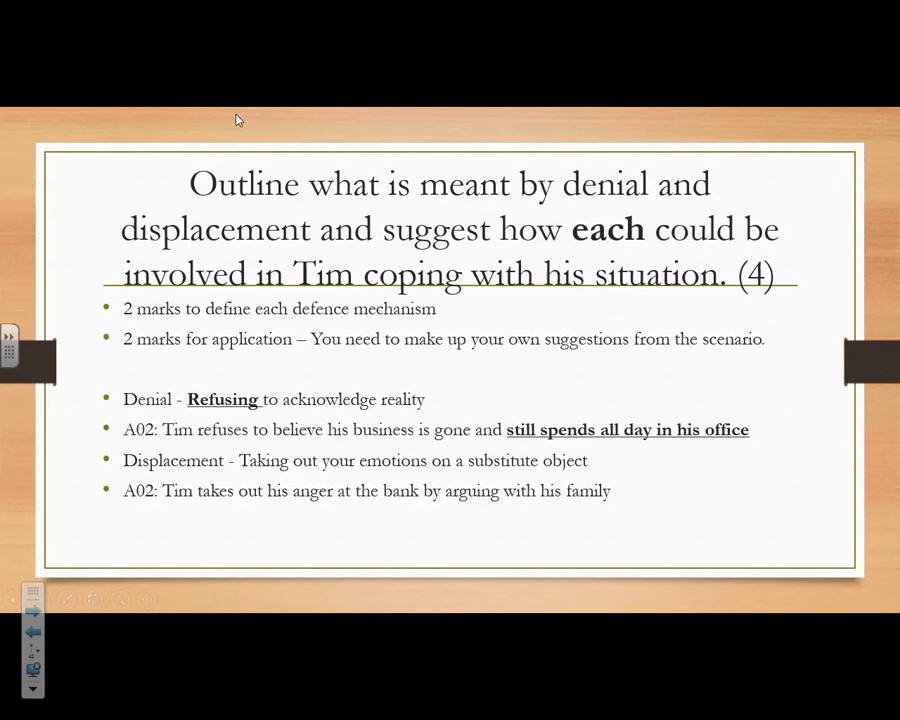 Outline what is meant by denial and
displacement and suggest how each could be
involved in Tim coping with his situation. (4)
2 marks to define each defence mechanism
2 marks for application – You need to make up your own suggestions from the scenario.
Denial - Refusing to acknowledge reality
A02: Tim refuses to believe his business is gone and still spends all day in his office
Displacement - Taking out your emotions on a substitute object
A02: Tim takes out his anger at the bank by arguing with his family